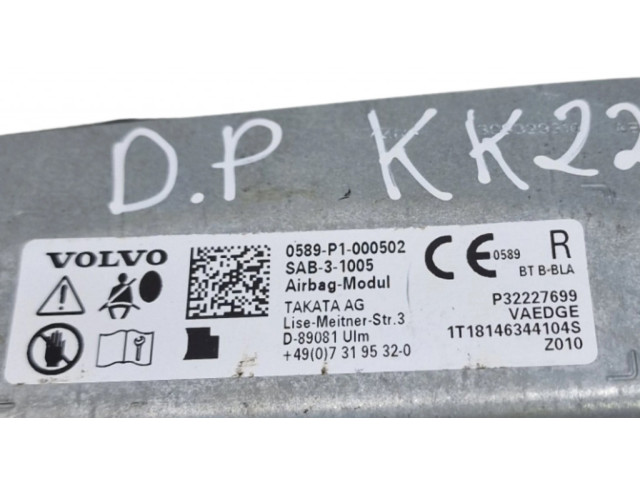 D.P KK22
VOLVO
0589-P1-000502
SAB-3-1005
Airbag-Modul
TAKATA AG
Lise-Meitner-Str.3
D-89081 Ulm
+49(0)7 31 95 32-0
CE 0589 R
BT B-BLA
P32227699
VAEDGE
1T18146344104S
Z010